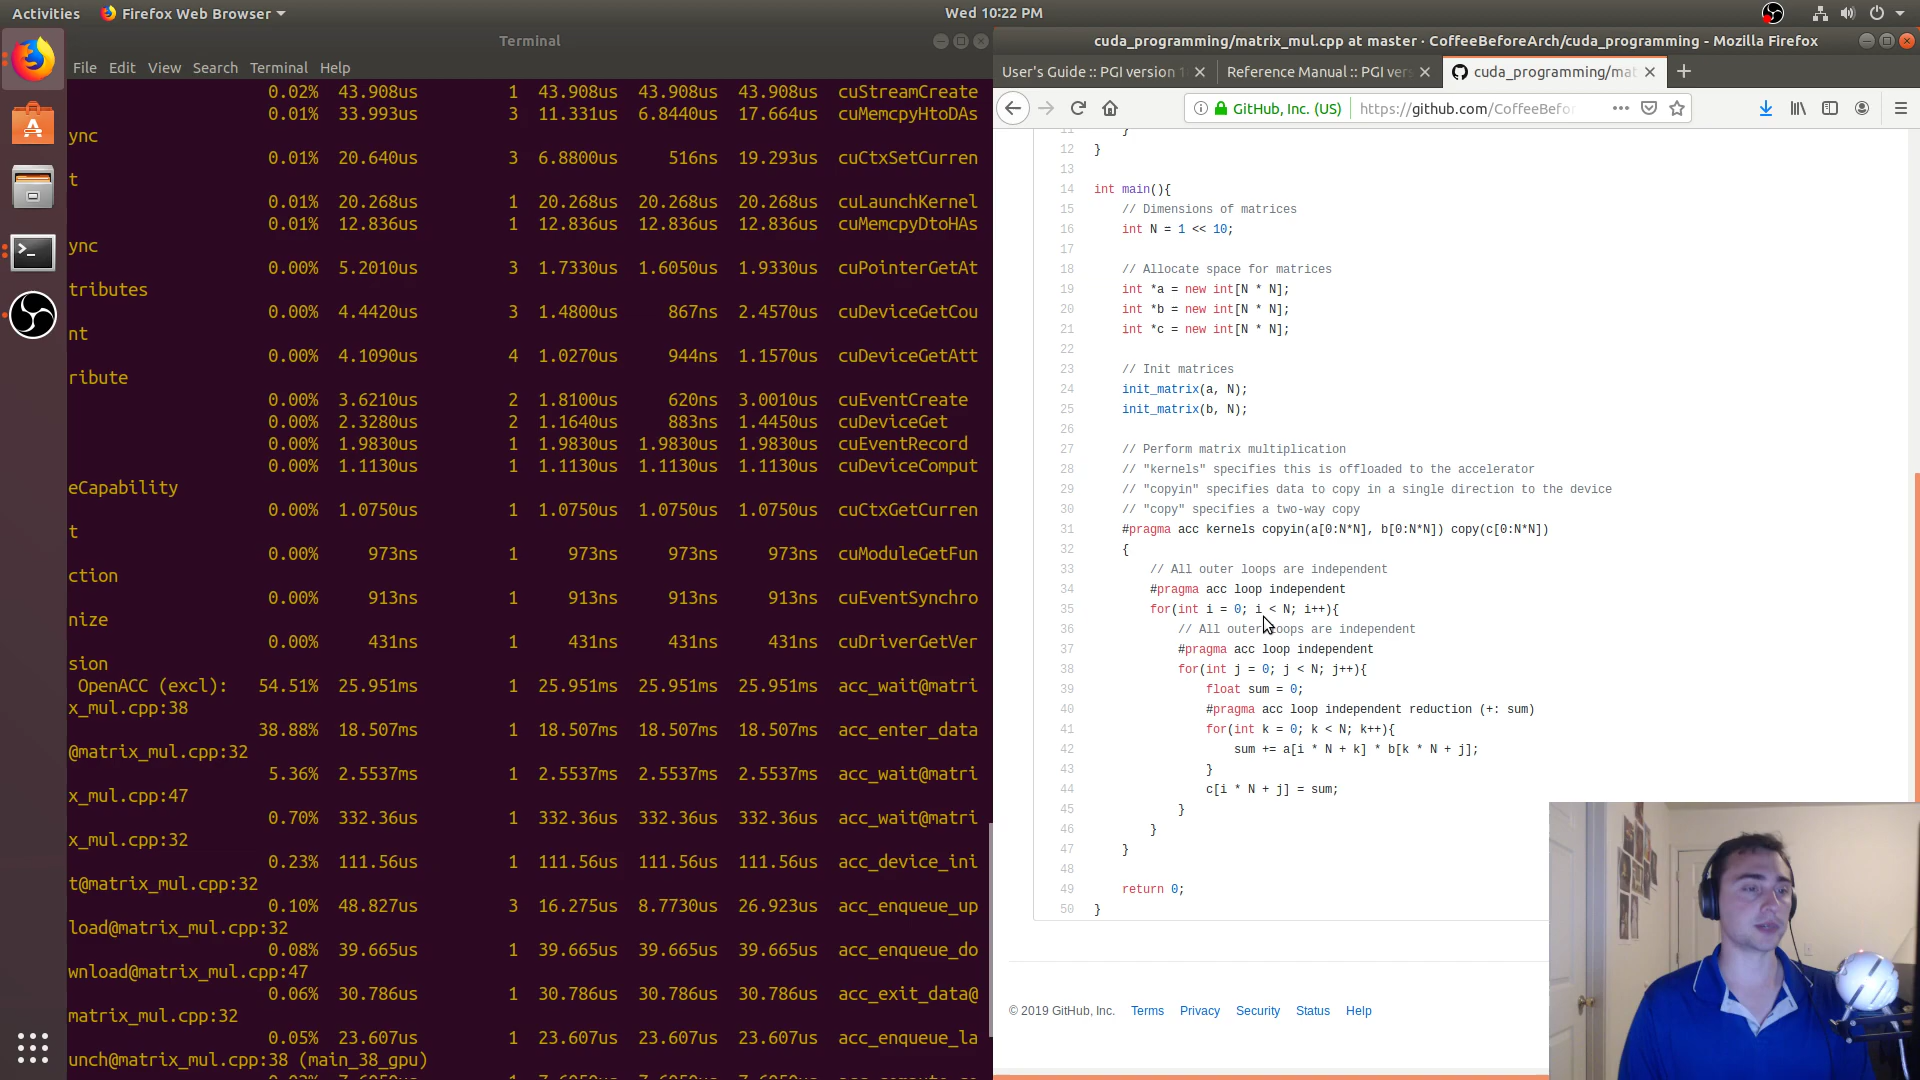 Activities
Firefox Web Browser
Wed 10:22 PM
Terminal
File Edit View Search Terminal Help
0.02% 43.908us 1 43.908us 43.908us 43.908us cuStreamCreate
0.01% 33.993us 3 11.331us 6.8440us 17.664us cuMemcpyHtoDAs
ync
0.01% 20.640us 3 6.8800us 516ns 19.293us cuCtxSetCurren
t
0.01% 20.268us 1 20.268us 20.268us 20.268us cuLaunchKernel
0.01% 12.836us 1 12.836us 12.836us 12.836us cuMemcpyDtoHAs
ync
0.00% 5.2010us 3 1.7330us 1.6050us 1.9330us cuPointerGetAt
tributes
0.00% 4.4420us 3 1.4800us 867ns 2.4570us cuDeviceGetCou
nt
0.00% 4.1090us 4 1.0270us 944ns 1.1570us cuDeviceGetAtt
ribute
0.00% 3.6210us 2 1.8100us 620ns 3.0010us cuEventCreate
0.00% 2.3280us 2 1.1640us 883ns 1.4450us cuDeviceGet
0.00% 1.9830us 1 1.9830us 1.9830us 1.9830us cuEventRecord
0.00% 1.1130us 1 1.1130us 1.1130us 1.1130us cuDeviceComput
eCapability
0.00% 1.0750us 1 1.0750us 1.0750us 1.0750us cuCtxGetCurren
t
0.00% 973ns 1 973ns 973ns 973ns cuModuleGetFun
ction
0.00% 913ns 1 913ns 913ns 913ns cuEventSynchro
nize
0.00% 431ns 1 431ns 431ns 431ns cuDriverGetVer
sion
OpenACC (excl): 54.51% 25.951ms 1 25.951ms 25.951ms 25.951ms acc_wait@matri
x_mul.cpp:38
38.88% 18.507ms 1 18.507ms 18.507ms 18.507ms acc_enter_data
@matrix_mul.cpp:32
5.36% 2.5537ms 1 2.5537ms 2.5537ms 2.5537ms acc_wait@matri
x_mul.cpp:47
0.70% 332.36us 1 332.36us 332.36us 332.36us acc_wait@matri
x_mul.cpp:32
0.23% 111.56us 1 111.56us 111.56us 111.56us acc_device_ini
t@matrix_mul.cpp:32
0.10% 48.827us 3 16.275us 8.7730us 26.923us acc_enqueue_up
load@matrix_mul.cpp:32
0.08% 39.665us 1 39.665us 39.665us 39.665us acc_enqueue_do
wnload@matrix_mul.cpp:47
0.06% 30.786us 1 30.786us 30.786us 30.786us acc_exit_data@
matrix_mul.cpp:32
0.05% 23.607us 1 23.607us 23.607us 23.607us acc_enqueue_la
unch@matrix_mul.cpp:38 (main_38_gpu)
cuda_programming/matrix_mul.cpp at master · CoffeeBeforeArch/cuda_programming - Mozilla Firefox
User's Guide :: PGI version 1
Reference Manual :: PGI vers
cuda_programming/mat
GitHub, Inc. (US) https://github.com/CoffeeBefor
11 }
12 }
13
14 int main(){
15 // Dimensions of matrices
16 int N = 1 << 10;
17
18 // Allocate space for matrices
19 int *a = new int[N * N];
20 int *b = new int[N * N];
21 int *c = new int[N * N];
22
23 // Init matrices
24 init_matrix(a, N);
25 init_matrix(b, N);
26
27 // Perform matrix multiplication
28 // "kernels" specifies this is offloaded to the accelerator
29 // "copyin" specifies data to copy in a single direction to the device
30 // "copy" specifies a two-way copy
31 #pragma acc kernels copyin(a[0:N*N], b[0:N*N]) copy(c[0:N*N])
32 {
33 // All outer loops are independent
34 #pragma acc loop independent
35 for(int i = 0; i < N; i++){
36 // All outer loops are independent
37 #pragma acc loop independent
38 for(int j = 0; j < N; j++){
39 float sum = 0;
40 #pragma acc loop independent reduction (+: sum)
41 for(int k = 0; k < N; k++){
42 sum += a[i * N + k] * b[k * N + j];
43 }
44 c[i * N + j] = sum;
45 }
46 }
47 }
48
49 return 0;
50 }
© 2019 GitHub, Inc. Terms Privacy Security Status Help